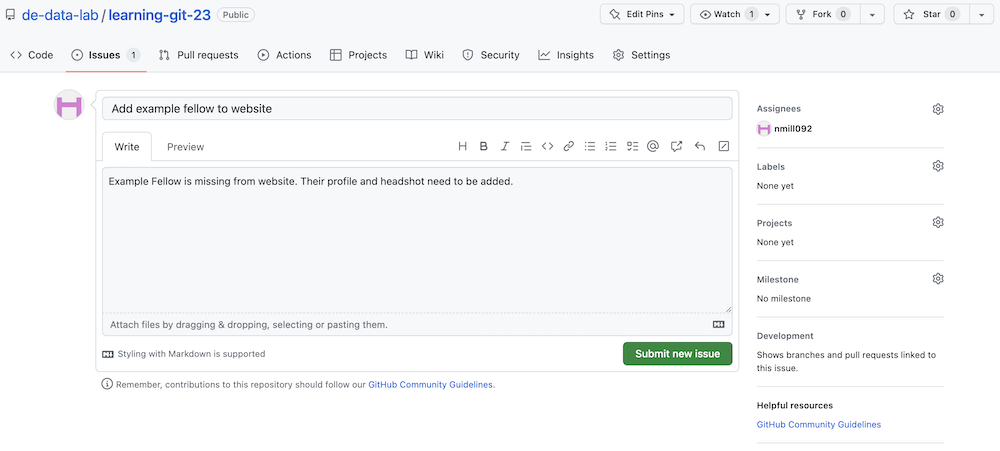 de-data-lab / learning-git-23 Public Edit Pins Watch 1 Fork 0 Star 0
Code Issues 1 Pull requests Actions Projects Wiki Security Insights Settings
Add example fellow to website
Write Preview
Example Fellow is missing from website. Their profile and headshot need to be added.
Attach files by dragging & dropping, selecting or pasting them.
Styling with Markdown is supported
Submit new issue
Remember, contributions to this repository should follow our GitHub Community Guidelines.
Assignees
nmill092
Labels
None yet
Projects
None yet
Milestone
No milestone
Development
Shows branches and pull requests linked to
this issue.
Helpful resources
GitHub Community Guidelines